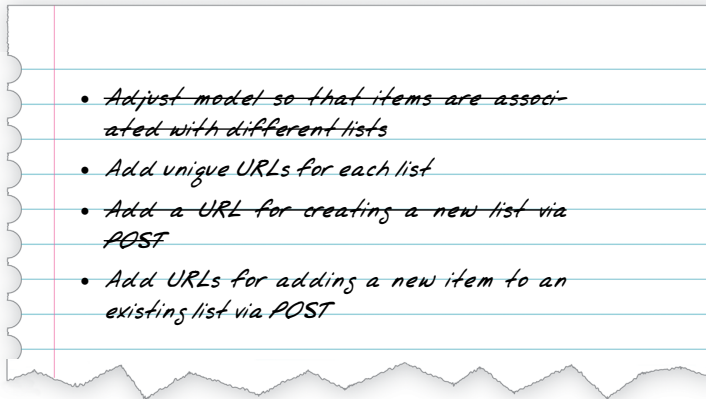 • Adjust model so that items are associ-
ated with different lists
• Add unique URLs for each list
• Add a URL for creating a new list via
POST
• Add URLs for adding a new item to an
existing list via POST